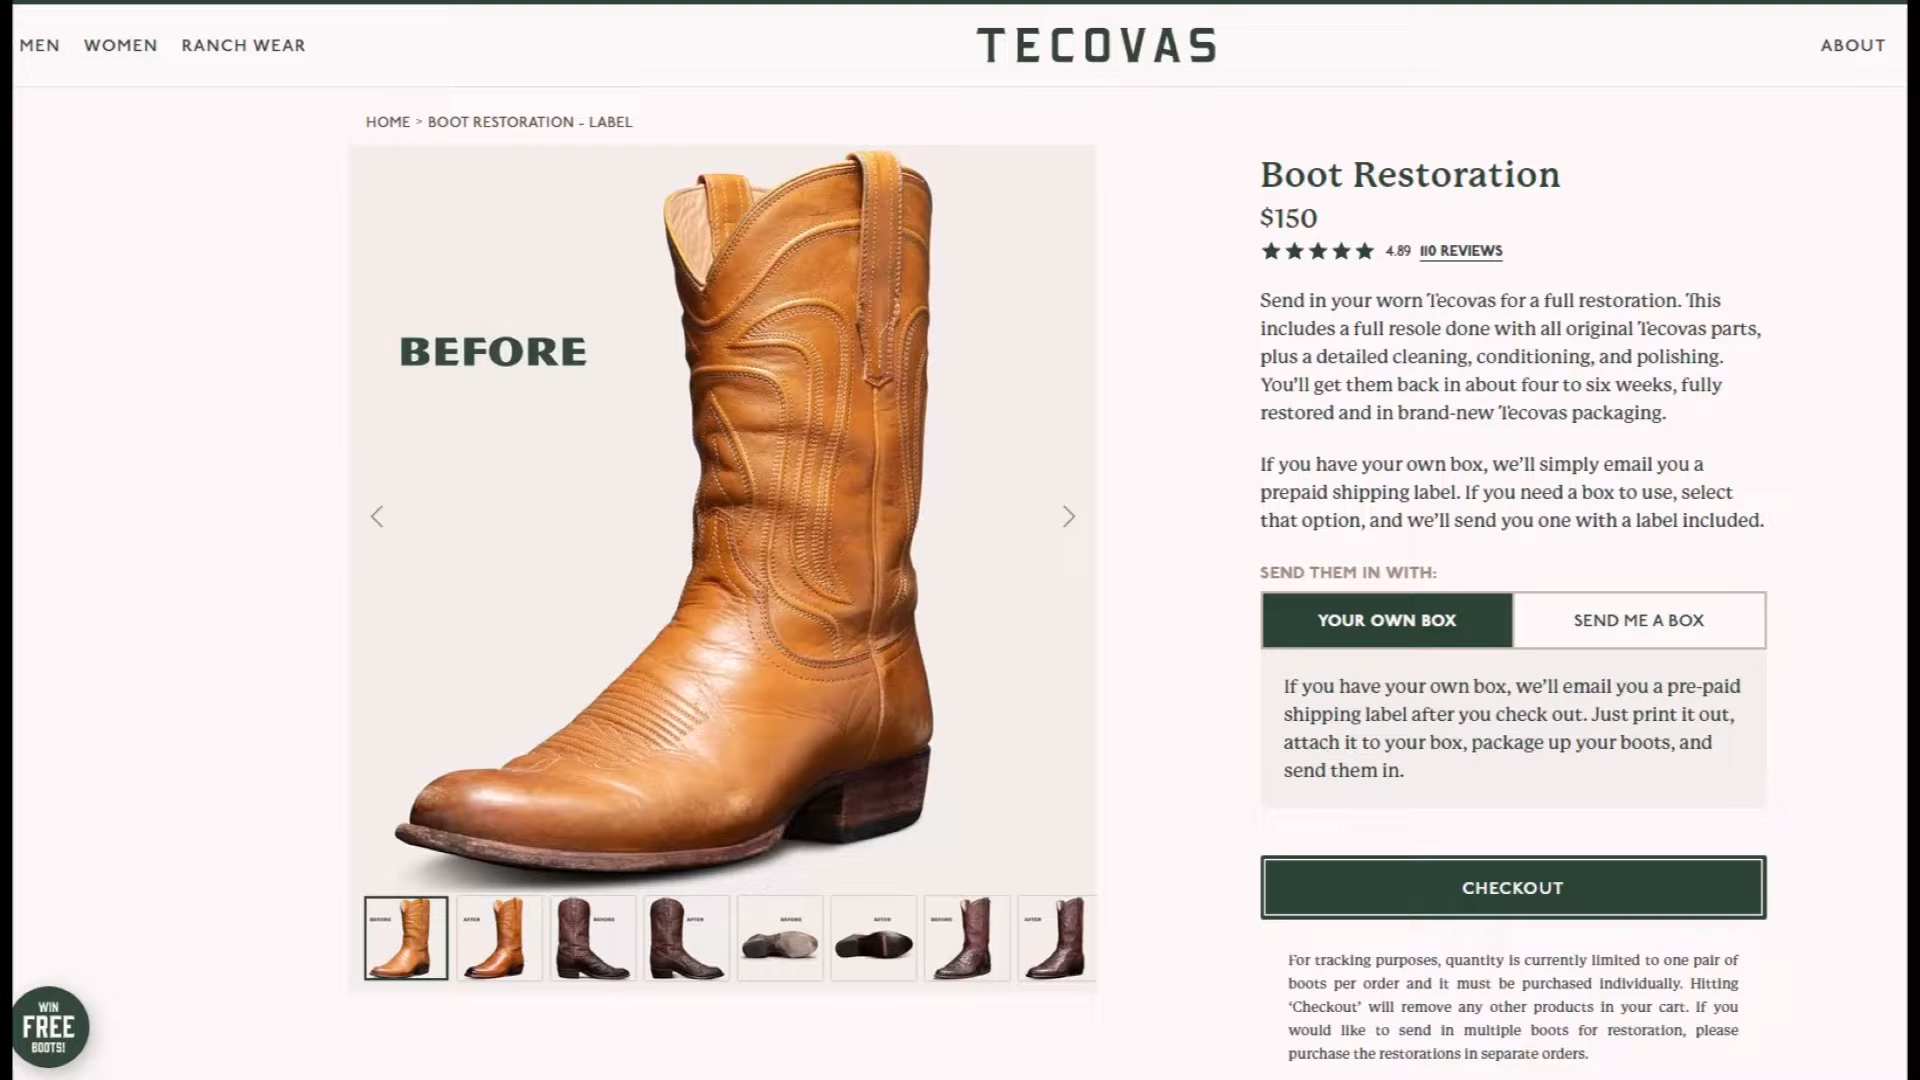 MEN WOMEN RANCH WEAR
TECOVAS
ABOUT
HOME > BOOT RESTORATION - LABEL
BEFORE
BEFORE
AFTER
BEFORE
AFTER
BEFORE
AFTER
BEFORE
AFTER
Boot Restoration
$150
4.89 110 REVIEWS
Send in your worn Tecovas for a full restoration. This
includes a full resole done with all original Tecovas parts,
plus a detailed cleaning, conditioning, and polishing.
You'll get them back in about four to six weeks, fully
restored and in brand-new Tecovas packaging.
If you have your own box, we'll simply email you a
prepaid shipping label. If you need a box to use, select
that option, and we'll send you one with a label included.
SEND THEM IN WITH:
YOUR OWN BOX
SEND ME A BOX
If you have your own box, we'll email you a pre-paid
shipping label after you check out. Just print it out,
attach it to your box, package up your boots, and
send them in.
CHECKOUT
For tracking purposes, quantity is currently limited to one pair of
boots per order and it must be purchased individually. Hitting
'Checkout' will remove any other products in your cart. If you
would like to send in multiple boots for restoration, please
purchase the restorations in separate orders.
WIN
FREE
BOOTS!